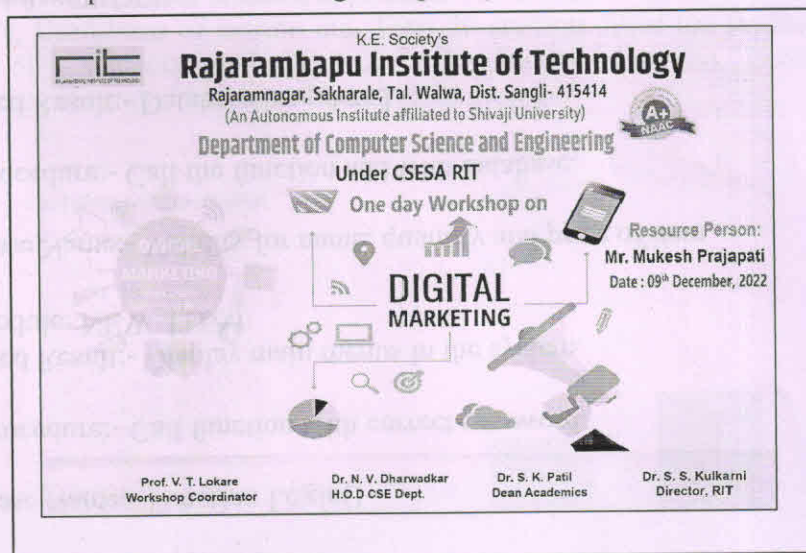 K.E. Society's
Rajarambapu Institute of Technology
Rajaramnagar, Sakharale, Tal. Walwa, Dist. Sangli- 415414
(An Autonomous Institute affiliated to Shivaji University)
A+
NAAC
Department of Computer Science and Engineering
Under CSESA RIT
One day Workshop on
Resource Person:
Mr. Mukesh Prajapati
Date : 09th December, 2022
DIGITAL
MARKETING
Prof. V. T. Lokare
Workshop Coordinator
Dr. N. V. Dharwadkar
H.O.D CSE Dept.
Dr. S. K. Patil
Dean Academics
Dr. S. S. Kulkarni
Director, RIT